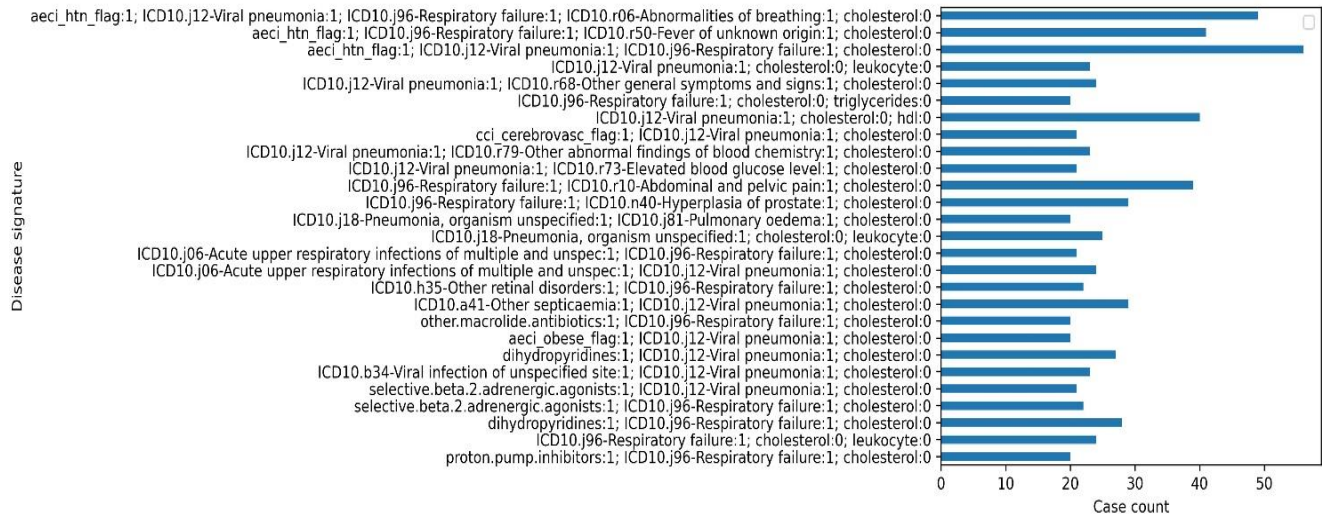 aeci_htn_flag:1; ICD10.j12-Viral pneumonia:1; ICD10.j96-Respiratory failure:1; ICD10.r06-Abnormalities of breathing:1; cholesterol:0
aeci_htn_flag:1; ICD10.j96-Respiratory failure:1; ICD10.r50-Fever of unknown origin:1; cholesterol:0
aeci_htn_flag:1; ICD10.j12-Viral pneumonia:1; ICD10.j96-Respiratory failure:1; cholesterol:0
ICD10.j12-Viral pneumonia:1; cholesterol:0; leukocyte:0
ICD10.j12-Viral pneumonia:1; ICD10.r68-Other general symptoms and signs:1; cholesterol:0
ICD10.j96-Respiratory failure:1; cholesterol:0; triglycerides:0
ICD10.j12-Viral pneumonia:1; cholesterol:0; hdl:0
cci_cerebrovasc_flag:1; ICD10.j12-Viral pneumonia:1; cholesterol:0
ICD10.j12-Viral pneumonia:1; ICD10.r79-Other abnormal findings of blood chemistry:1; cholesterol:0
ICD10.j12-Viral pneumonia:1; ICD10.r73-Elevated blood glucose level:1; cholesterol:0
ICD10.j96-Respiratory failure:1; ICD10.r10-Abdominal and pelvic pain:1; cholesterol:0
ICD10.j96-Respiratory failure:1; ICD10.n40-Hyperplasia of prostate:1; cholesterol:0
ICD10.j18-Pneumonia, organism unspecified:1; ICD10.j81-Pulmonary oedema:1; cholesterol:0
ICD10.j18-Pneumonia, organism unspecified:1; cholesterol:0; leukocyte:0
ICD10.j06-Acute upper respiratory infections of multiple and unspec:1; ICD10.j96-Respiratory failure:1; cholesterol:0
ICD10.j06-Acute upper respiratory infections of multiple and unspec:1; ICD10.j12-Viral pneumonia:1; cholesterol:0
ICD10.h35-Other retinal disorders:1; ICD10.j96-Respiratory failure:1; cholesterol:0
ICD10.a41-Other septicaemia:1; ICD10.j12-Viral pneumonia:1; cholesterol:0
other.macrolide.antibiotics:1; ICD10.j96-Respiratory failure:1; cholesterol:0
aeci_obese_flag:1; ICD10.j12-Viral pneumonia:1; cholesterol:0
dihydropyridines:1; ICD10.j12-Viral pneumonia:1; cholesterol:0
ICD10.b34-Viral infection of unspecified site:1; ICD10.j12-Viral pneumonia:1; cholesterol:0
selective.beta.2.adrenergic.agonists:1; ICD10.j12-Viral pneumonia:1; cholesterol:0
selective.beta.2.adrenergic.agonists:1; ICD10.j96-Respiratory failure:1; cholesterol:0
dihydropyridines:1; ICD10.j96-Respiratory failure:1; cholesterol:0
ICD10.j96-Respiratory failure:1; cholesterol:0; leukocyte:0
proton.pump.inhibitors:1; ICD10.j96-Respiratory failure:1; cholesterol:0
Disease signature
0 10 20 30 40 50
Case count